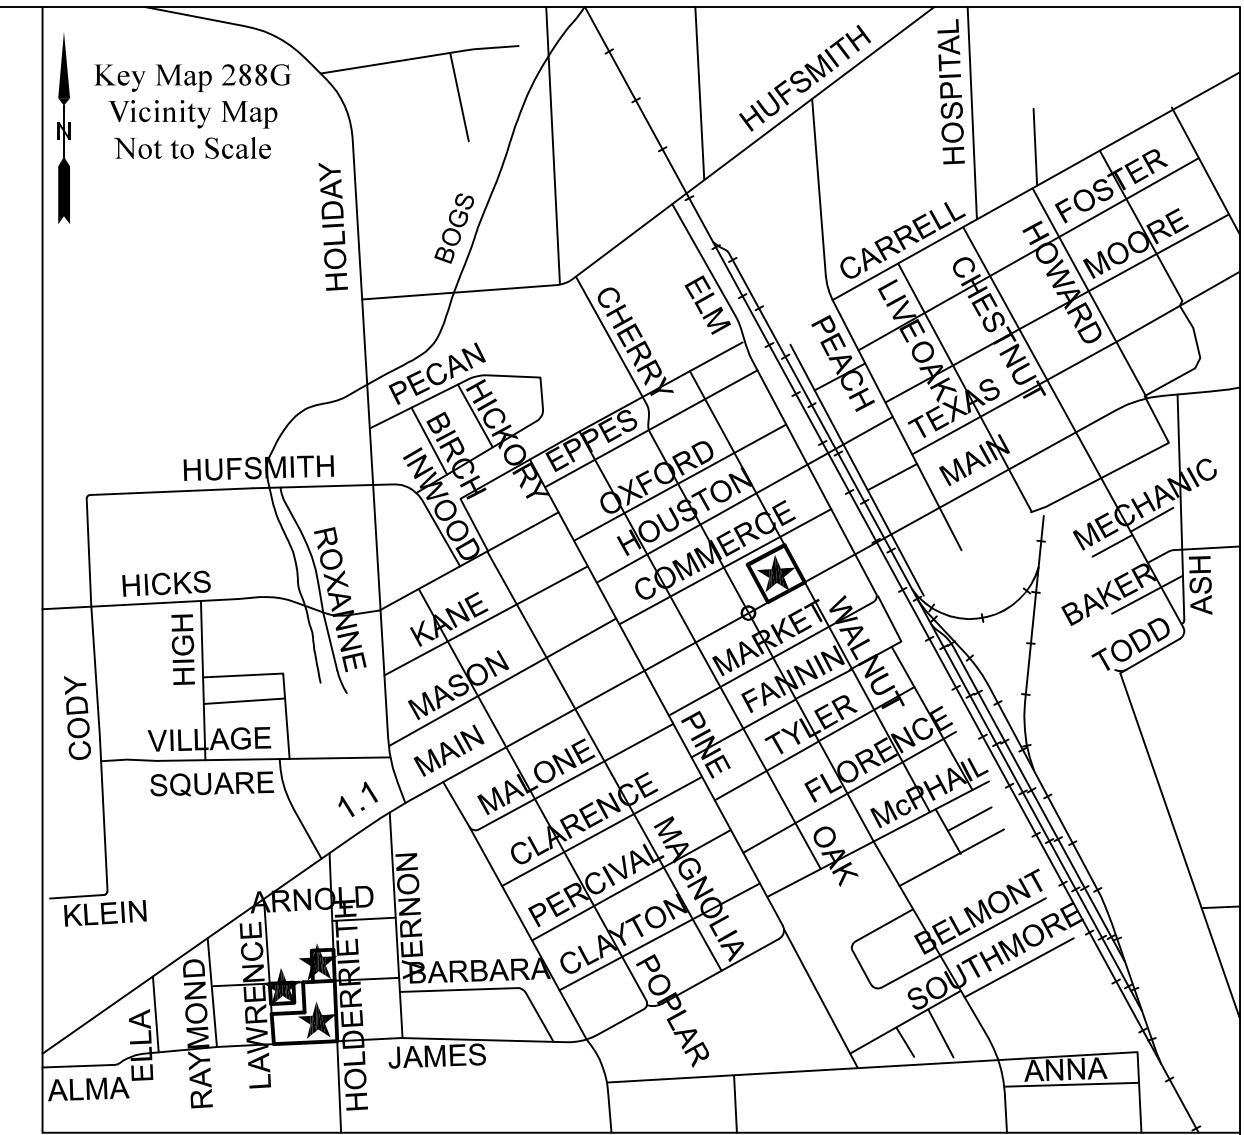 Key Map 288G
Vicinity Map
Not to Scale
N
HUFSMITH
HOSPITAL
HOLIDAY
BOGS
CARRELL
FOSTER
MOORE
HOWARD
CHESTNUT
LIVE OAK
PEACH
ELM
CHERRY
PECAN
HICKORY
BIRCH
INWOOD
EPPES
OXFORD
HOUSTON
COMMERCE
TEXAS
MAIN
MECHANIC
BAKER
TODD
ASH
HUFSMITH
ROXANNE
HICKS
HIGH
CODY
VILLAGE
SQUARE
KANE
MASON
MAIN
1.1
MARKET
WALNUT
FANNIN
TYLER
PINE
FLORENCE
McPHAIL
MALONE
CLARENCE
PERCIVAL
MAGNOLIA
CLAYTON
OAK
BELMONT
SOUTHMORE
POPLAR
KLEIN
ARNOLD
VERNON
HOLDERRIETH
LAWRENCE
RAYMOND
ELLA
ALMA
BARBARA
JAMES
ANNA